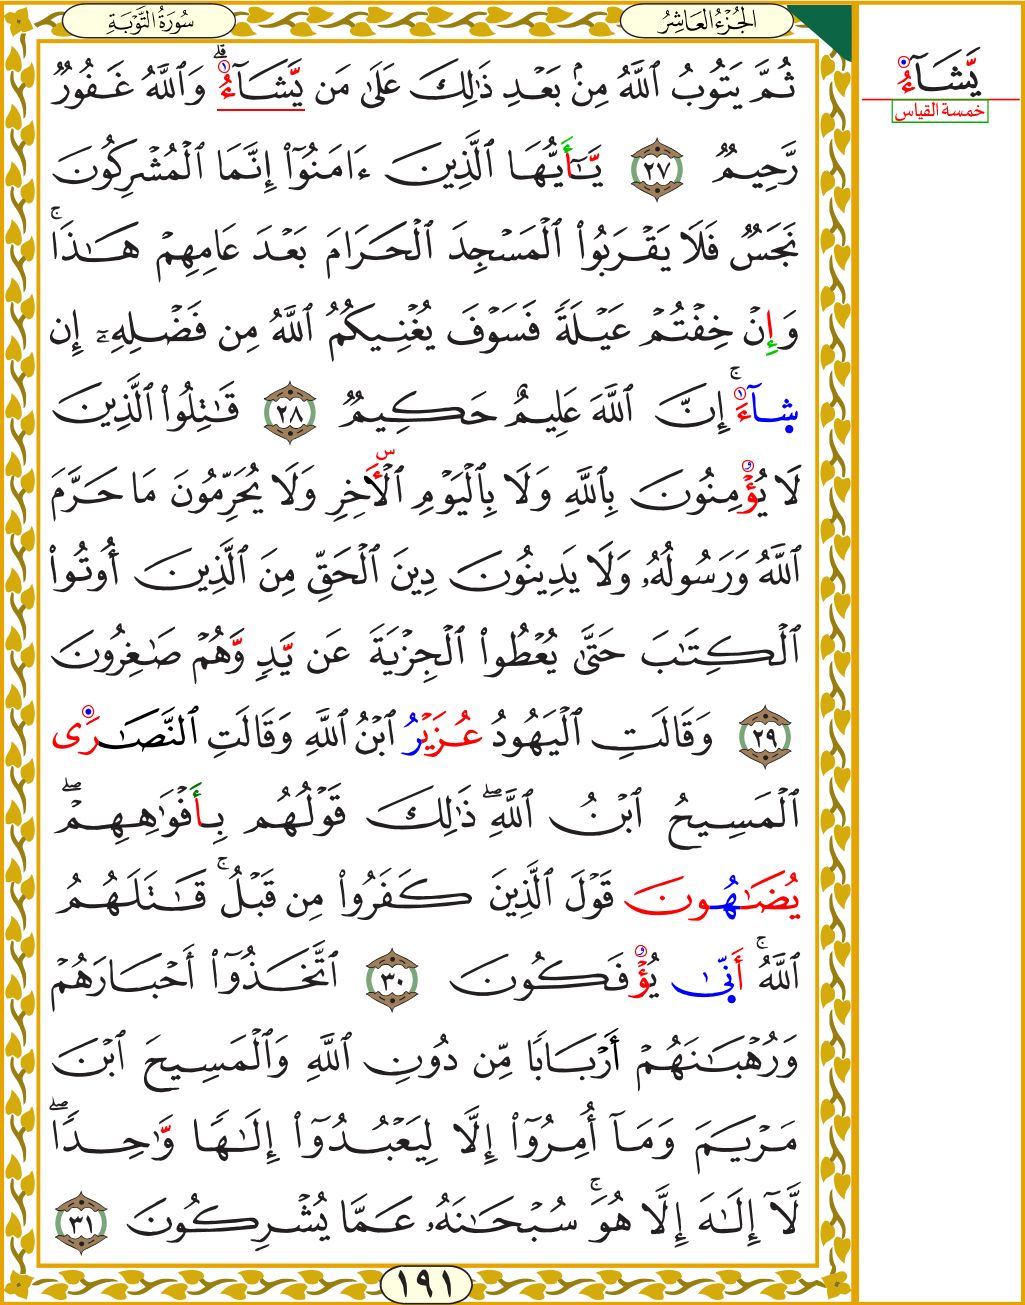 سُورَةُ التَّوْبَةِ
الجُزْءُ العَاشِرُ
ثُمَّ يَتُوبُ ٱللَّهُ مِنۢ بَعْدِ ذَٰلِكَ عَلَىٰ مَن يَّشَآءُ ۗ وَٱللَّهُ غَفُورٌ
رَّحِيمٌ ٢٧ يَّٰٓأَيُّهَا ٱلَّذِينَ ءَامَنُوٓا۟ إِنَّمَا ٱلْمُشْرِكُونَ
نَجَسٌ فَلَا يَقْرَبُوا۟ ٱلْمَسْجِدَ ٱلْحَرَامَ بَعْدَ عَامِهِمْ هَٰذَا ۚ
وَإِنْ خِفْتُمْ عَيْلَةً فَسَوْفَ يُغْنِيكُمُ ٱللَّهُ مِن فَضْلِهِۦٓ إِن
شَآءَ ۚ إِنَّ ٱللَّهَ عَلِيمٌ حَكِيمٌ ٢٨ قَٰتِلُوا۟ ٱلَّذِينَ
لَا يُؤْمِنُونَ بِٱللَّهِ وَلَا بِٱلْيَوْمِ ٱلْأَخِرِ وَلَا يُحَرِّمُونَ مَا حَرَّمَ
ٱللَّهُ وَرَسُولُهُۥ وَلَا يَدِينُونَ دِينَ ٱلْحَقِّ مِنَ ٱلَّذِينَ أُوتُوا۟
ٱلْكِتَٰبَ حَتَّىٰ يُعْطُوا۟ ٱلْجِزْيَةَ عَن يَّدٍ وَّهُمْ صَٰغِرُونَ
٢٩ وَقَالَتِ ٱلْيَهُودُ عُزَيْرُ ٱبْنُ ٱللَّهِ وَقَالَتِ ٱلنَّصَٰرَى
ٱلْمَسِيحُ ٱبْنُ ٱللَّهِ ۖ ذَٰلِكَ قَوْلُهُم بِأَفْوَٰهِهِمْ ۖ
يُضَٰهُونَ قَوْلَ ٱلَّذِينَ كَفَرُوا۟ مِن قَبْلُ ۚ قَٰتَلَهُمُ
ٱللَّهُ ۚ أَنَّىٰ يُؤْفَكُونَ ٣٠ ٱتَّخَذُوٓا۟ أَحْبَارَهُمْ
وَرُهْبَٰنَهُمْ أَرْبَابًا مِّن دُونِ ٱللَّهِ وَٱلْمَسِيحَ ٱبْنَ
مَرْيَمَ وَمَآ أُمِرُوٓا۟ إِلَّا لِيَعْبُدُوٓا۟ إِلَٰهًا وَّٰحِدًا ۖ
لَّآ إِلَٰهَ إِلَّا هُوَ ۚ سُبْحَٰنَهُۥ عَمَّا يُشْرِكُونَ ٣١
١٩١
يَّشَآءُ
خمسة القياس